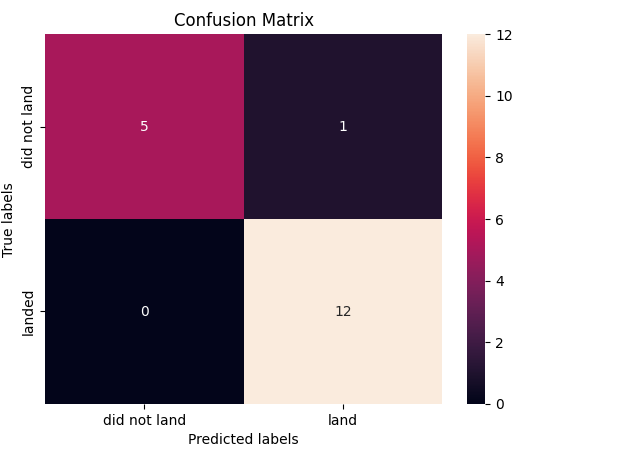 Confusion Matrix
True labels
did not land
landed
5
1
0
12
did not land
land
Predicted labels
12
10
8
6
4
2
0